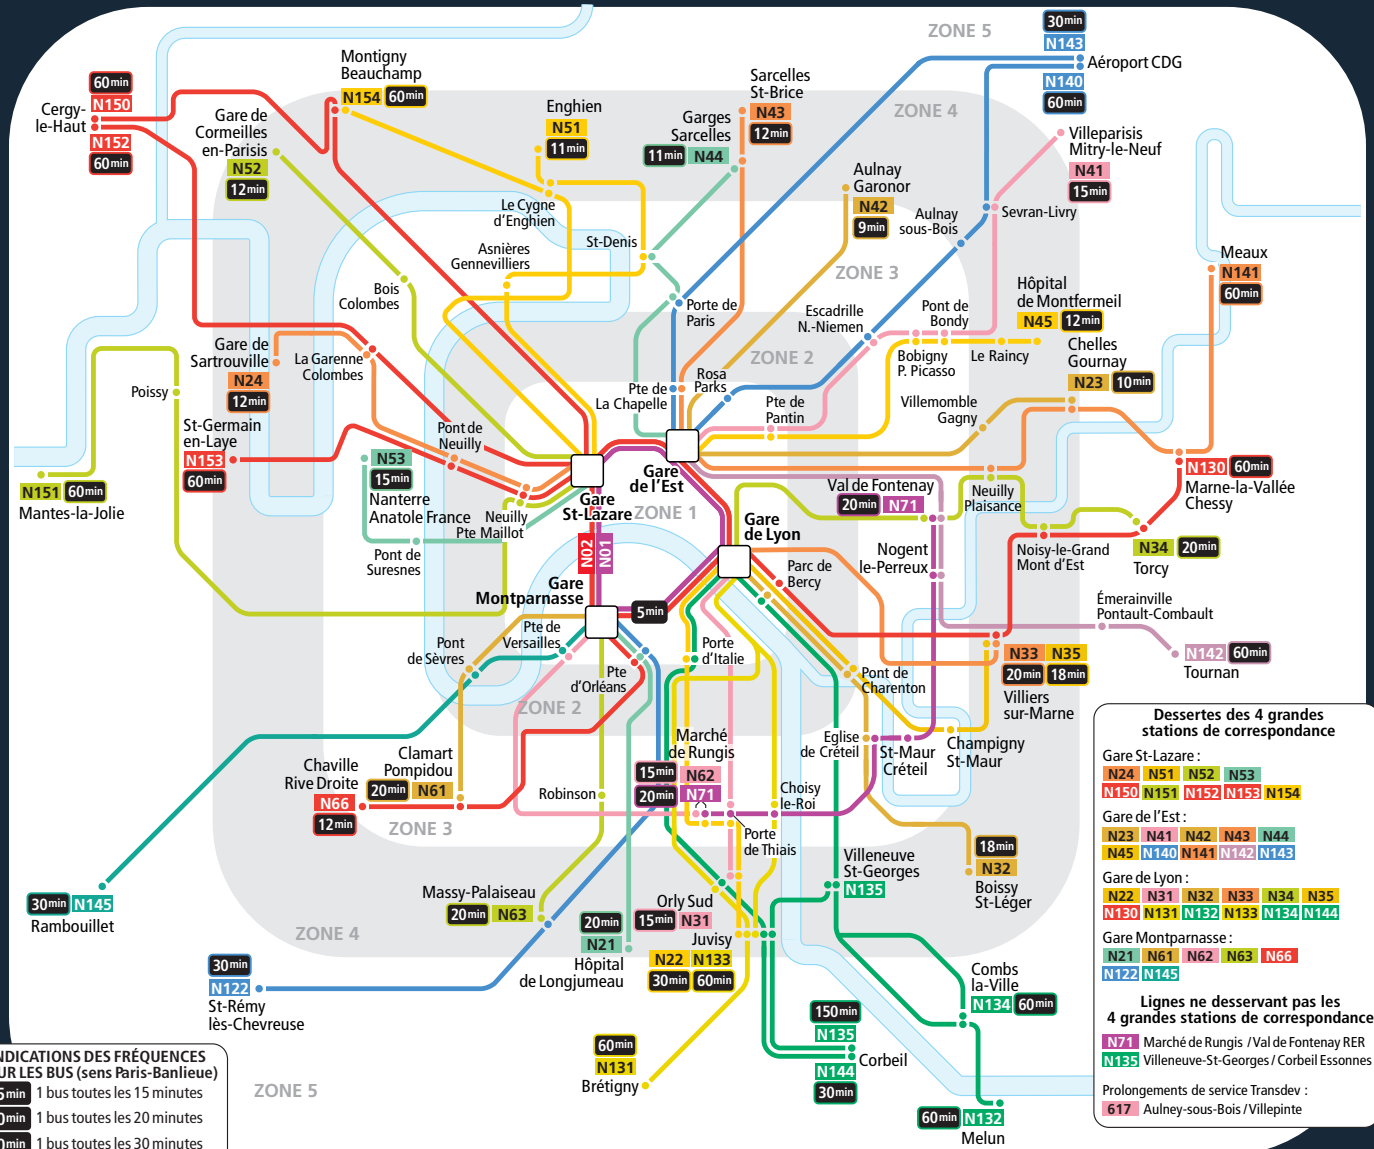 ZONE 5
30min
N143
Aéroport CDG
N140
60min
Montigny
Beauchamp
N154 60min
60min
N150
Cergy-
le-Haut
N152
60min
Gare de
Cormeilles
en-Parisis
N52
12min
Enghien
N51
11min
Sarcelles
St-Brice
N43
12min
Garges
Sarcelles
11min N44
ZONE 4
Villeparisis
Mitry-le-Neuf
N41
15min
Aulnay
Garonor
N42
9min
Aulnay
sous-Bois
Sevran-Livry
Le Cygne
d'Enghien
St-Denis
Asnières
Gennevilliers
ZONE 3
Meaux
N141
60min
Bois
Colombes
Porte de
Paris
Escadrille
N.-Niemen
Pont de
Bondy
Hôpital
de Montfermeil
N45 12min
Bobigny
P. Picasso
Le Raincy
Chelles
Gournay
N23 10min
Gare de
Sartrouville
N24
12min
La Garenne
Colombes
ZONE 2
Rosa
Parks
Pte de
La Chapelle
Pte de
Pantin
Villemomble
Gagny
Poissy
St-Germain
en-Laye
N153
60min
Pont de
Neuilly
N53
15min
Nanterre
Anatole France
Neuilly
Pte Maillot
Pont de
Suresnes
Gare
de l'Est
Gare
St-Lazare
ZONE 1
Gare
de Lyon
Val de Fontenay
20min N71
Neuilly
Plaisance
N130 60min
Marne-la-Vallée
Chessy
N151 60min
Mantes-la-Jolie
N02
N01
Nogent
le-Perreux
Noisy-le-Grand
Mont d'Est
N34 20min
Torcy
Parc de
Bercy
Gare
Montparnasse
5min
Émerainville
Pontault-Combault
N142 60min
Tournan
Pte de
Versailles
Pont
de Sèvres
Porte
d'Italie
Pte
d'Orléans
Pont de
Charenton
N33 N35
20min 18min
Villiers
sur-Marne
ZONE 2
Marché
de Rungis
15min N62
20min N71
Eglise
de Créteil
St-Maur
Créteil
Champigny
St-Maur
Chaville
Rive Droite
N66
12min
Clamart
Pompidou
20min N61
Robinson
Choisy
-le-Roi
ZONE 3
Porte
de Thiais
Villeneuve
St-Georges
N135
18min
N32
Boissy
St-Léger
30min N145
Rambouillet
Massy-Palaiseau
20min N63
Orly Sud
15min N31
20min
N21
Hôpital
de Longjumeau
Juvisy
N22 N133
30min 60min
ZONE 4
30min
N122
St-Rémy
lès-Chevreuse
Combs
la-Ville
N134 60min
150min
N135
Corbeil
N144
30min
60min
N131
Brétigny
60min N132
Melun
ZONE 5
NDICATIONS DES FRÉQUENCES
UR LES BUS (sens Paris-Banlieue)
5min 1 bus toutes les 15 minutes
0min 1 bus toutes les 20 minutes
0min 1 bus toutes les 30 minutes
Dessertes des 4 grandes
stations de correspondance
Gare St-Lazare :
N24 N51 N52 N53
N150 N151 N152 N153 N154
Gare de l'Est :
N23 N41 N42 N43 N44
N45 N140 N141 N142 N143
Gare de Lyon :
N22 N31 N32 N33 N34 N35
N130 N131 N132 N133 N134 N144
Gare Montparnasse :
N21 N61 N62 N63 N66
N122 N145
Lignes ne desservant pas les
4 grandes stations de correspondance
N71 Marché de Rungis / Val de Fontenay RER
N135 Villeneuve-St-Georges / Corbeil Essonnes
Prolongements de service Transdev :
617 Aulney-sous-Bois / Villepinte